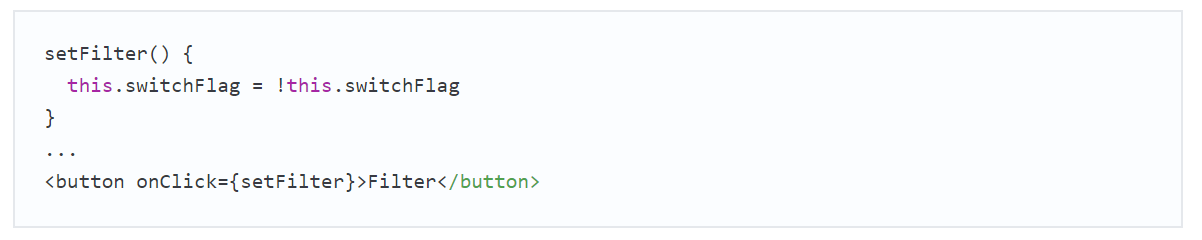 setFilter() {
  this.switchFlag = !this.switchFlag
}
...
<button onClick={setFilter}>Filter</button>